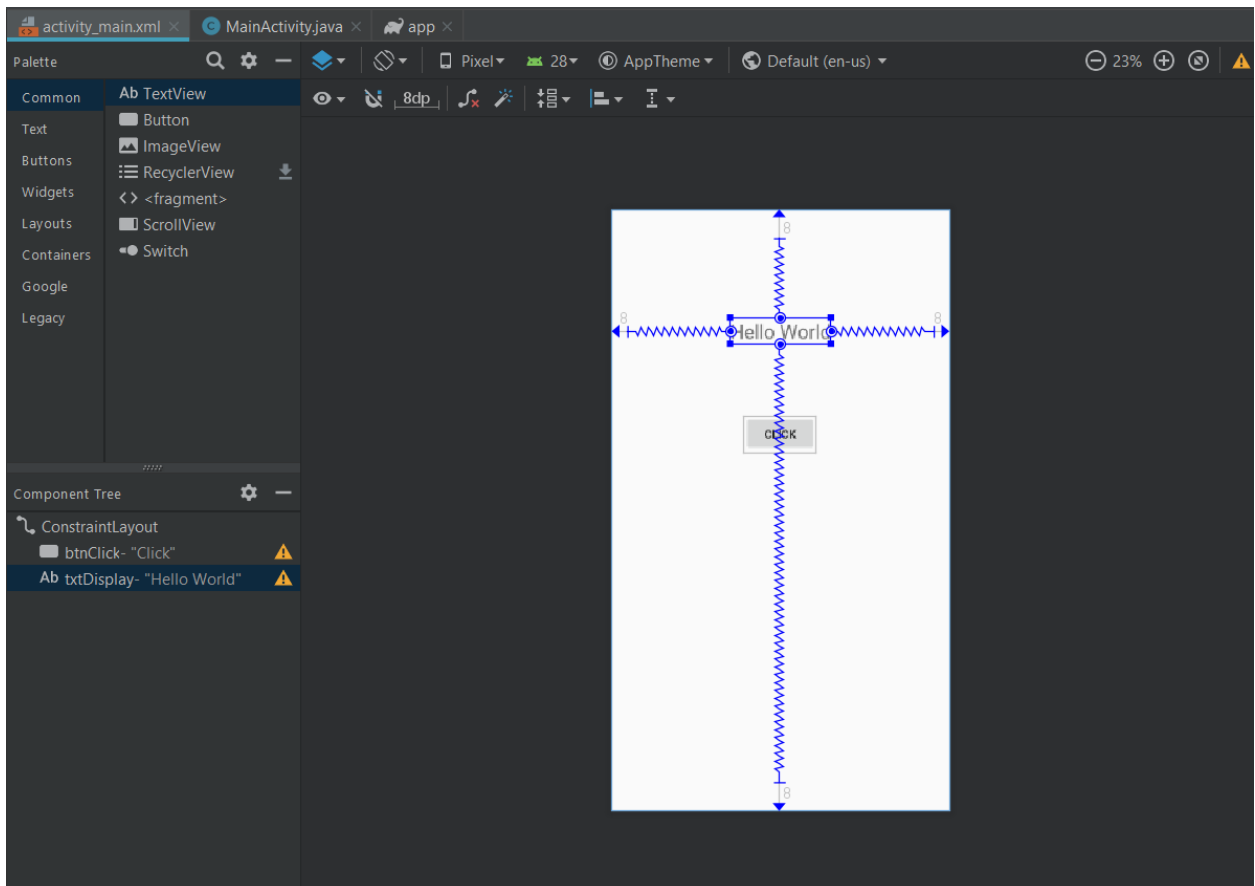 activity_main.xml MainActivity.java app
Palette Pixel 28 AppTheme Default (en-us) 23%
Common
Text
Buttons
Widgets
Layouts
Containers
Google
Legacy
Ab TextView
Button
ImageView
RecyclerView
<fragment>
ScrollView
Switch
8dp
8
8 Hello World 8
CLICK
8
Component Tree
ConstraintLayout
btnClick- "Click"
Ab txtDisplay- "Hello World"